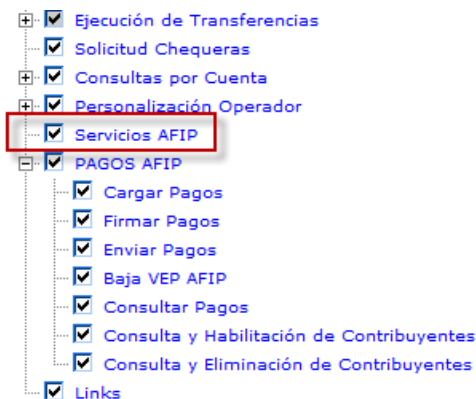 Ejecución de Transferencias
Solicitud Chequeras
Consultas por Cuenta
Personalización Operador
Servicios AFIP
PAGOS AFIP
Cargar Pagos
Firmar Pagos
Enviar Pagos
Baja VEP AFIP
Consultar Pagos
Consulta y Habilitación de Contribuyentes
Consulta y Eliminación de Contribuyentes
Links